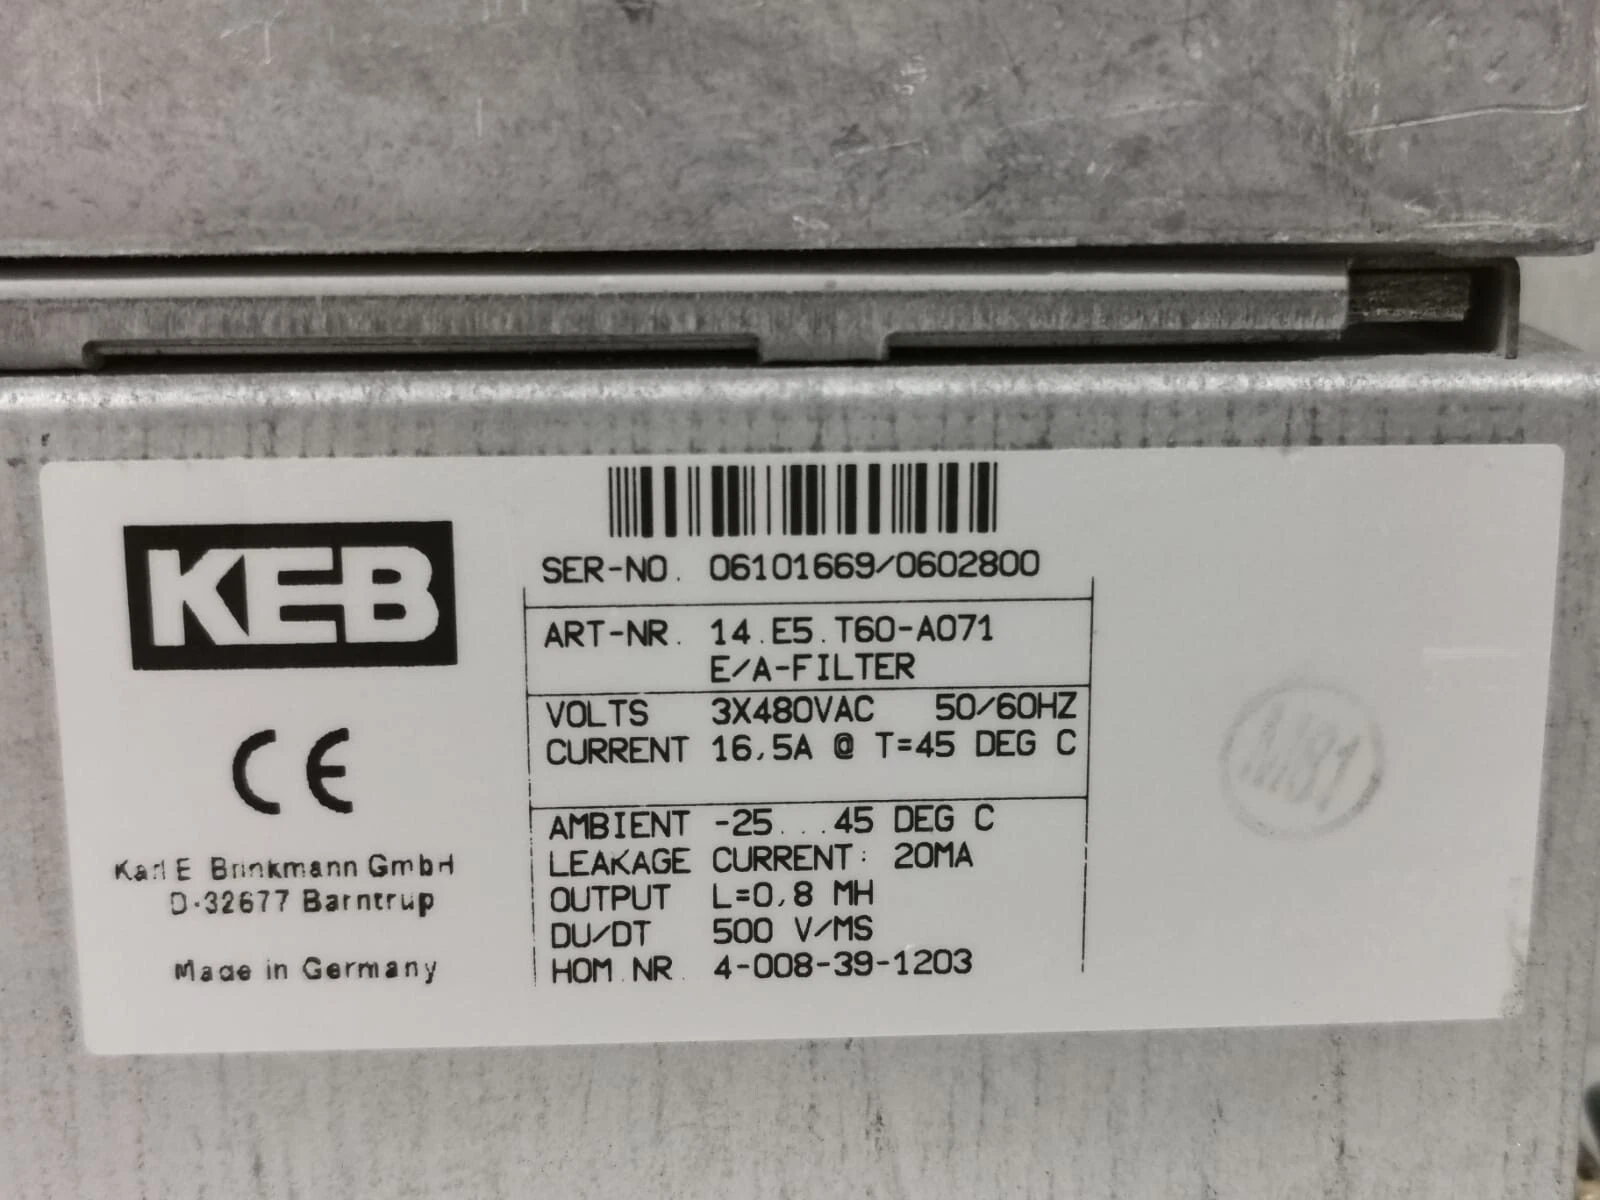 KEB
CE
Karl E. Brinkmann GmbH
D-32677 Barntrup
Made in Germany
SER-NO. 06101669/0602800
ART-NR. 14.E5.T60-A071
E/A-FILTER
VOLTS 3X480VAC 50/60HZ
CURRENT 16,5A @ T=45 DEG C
AMBIENT -25...45 DEG C
LEAKAGE CURRENT: 20MA
OUTPUT L=0,8 MH
DU/DT 500 V/MS
HOM.NR. 4-008-39-1203
M81